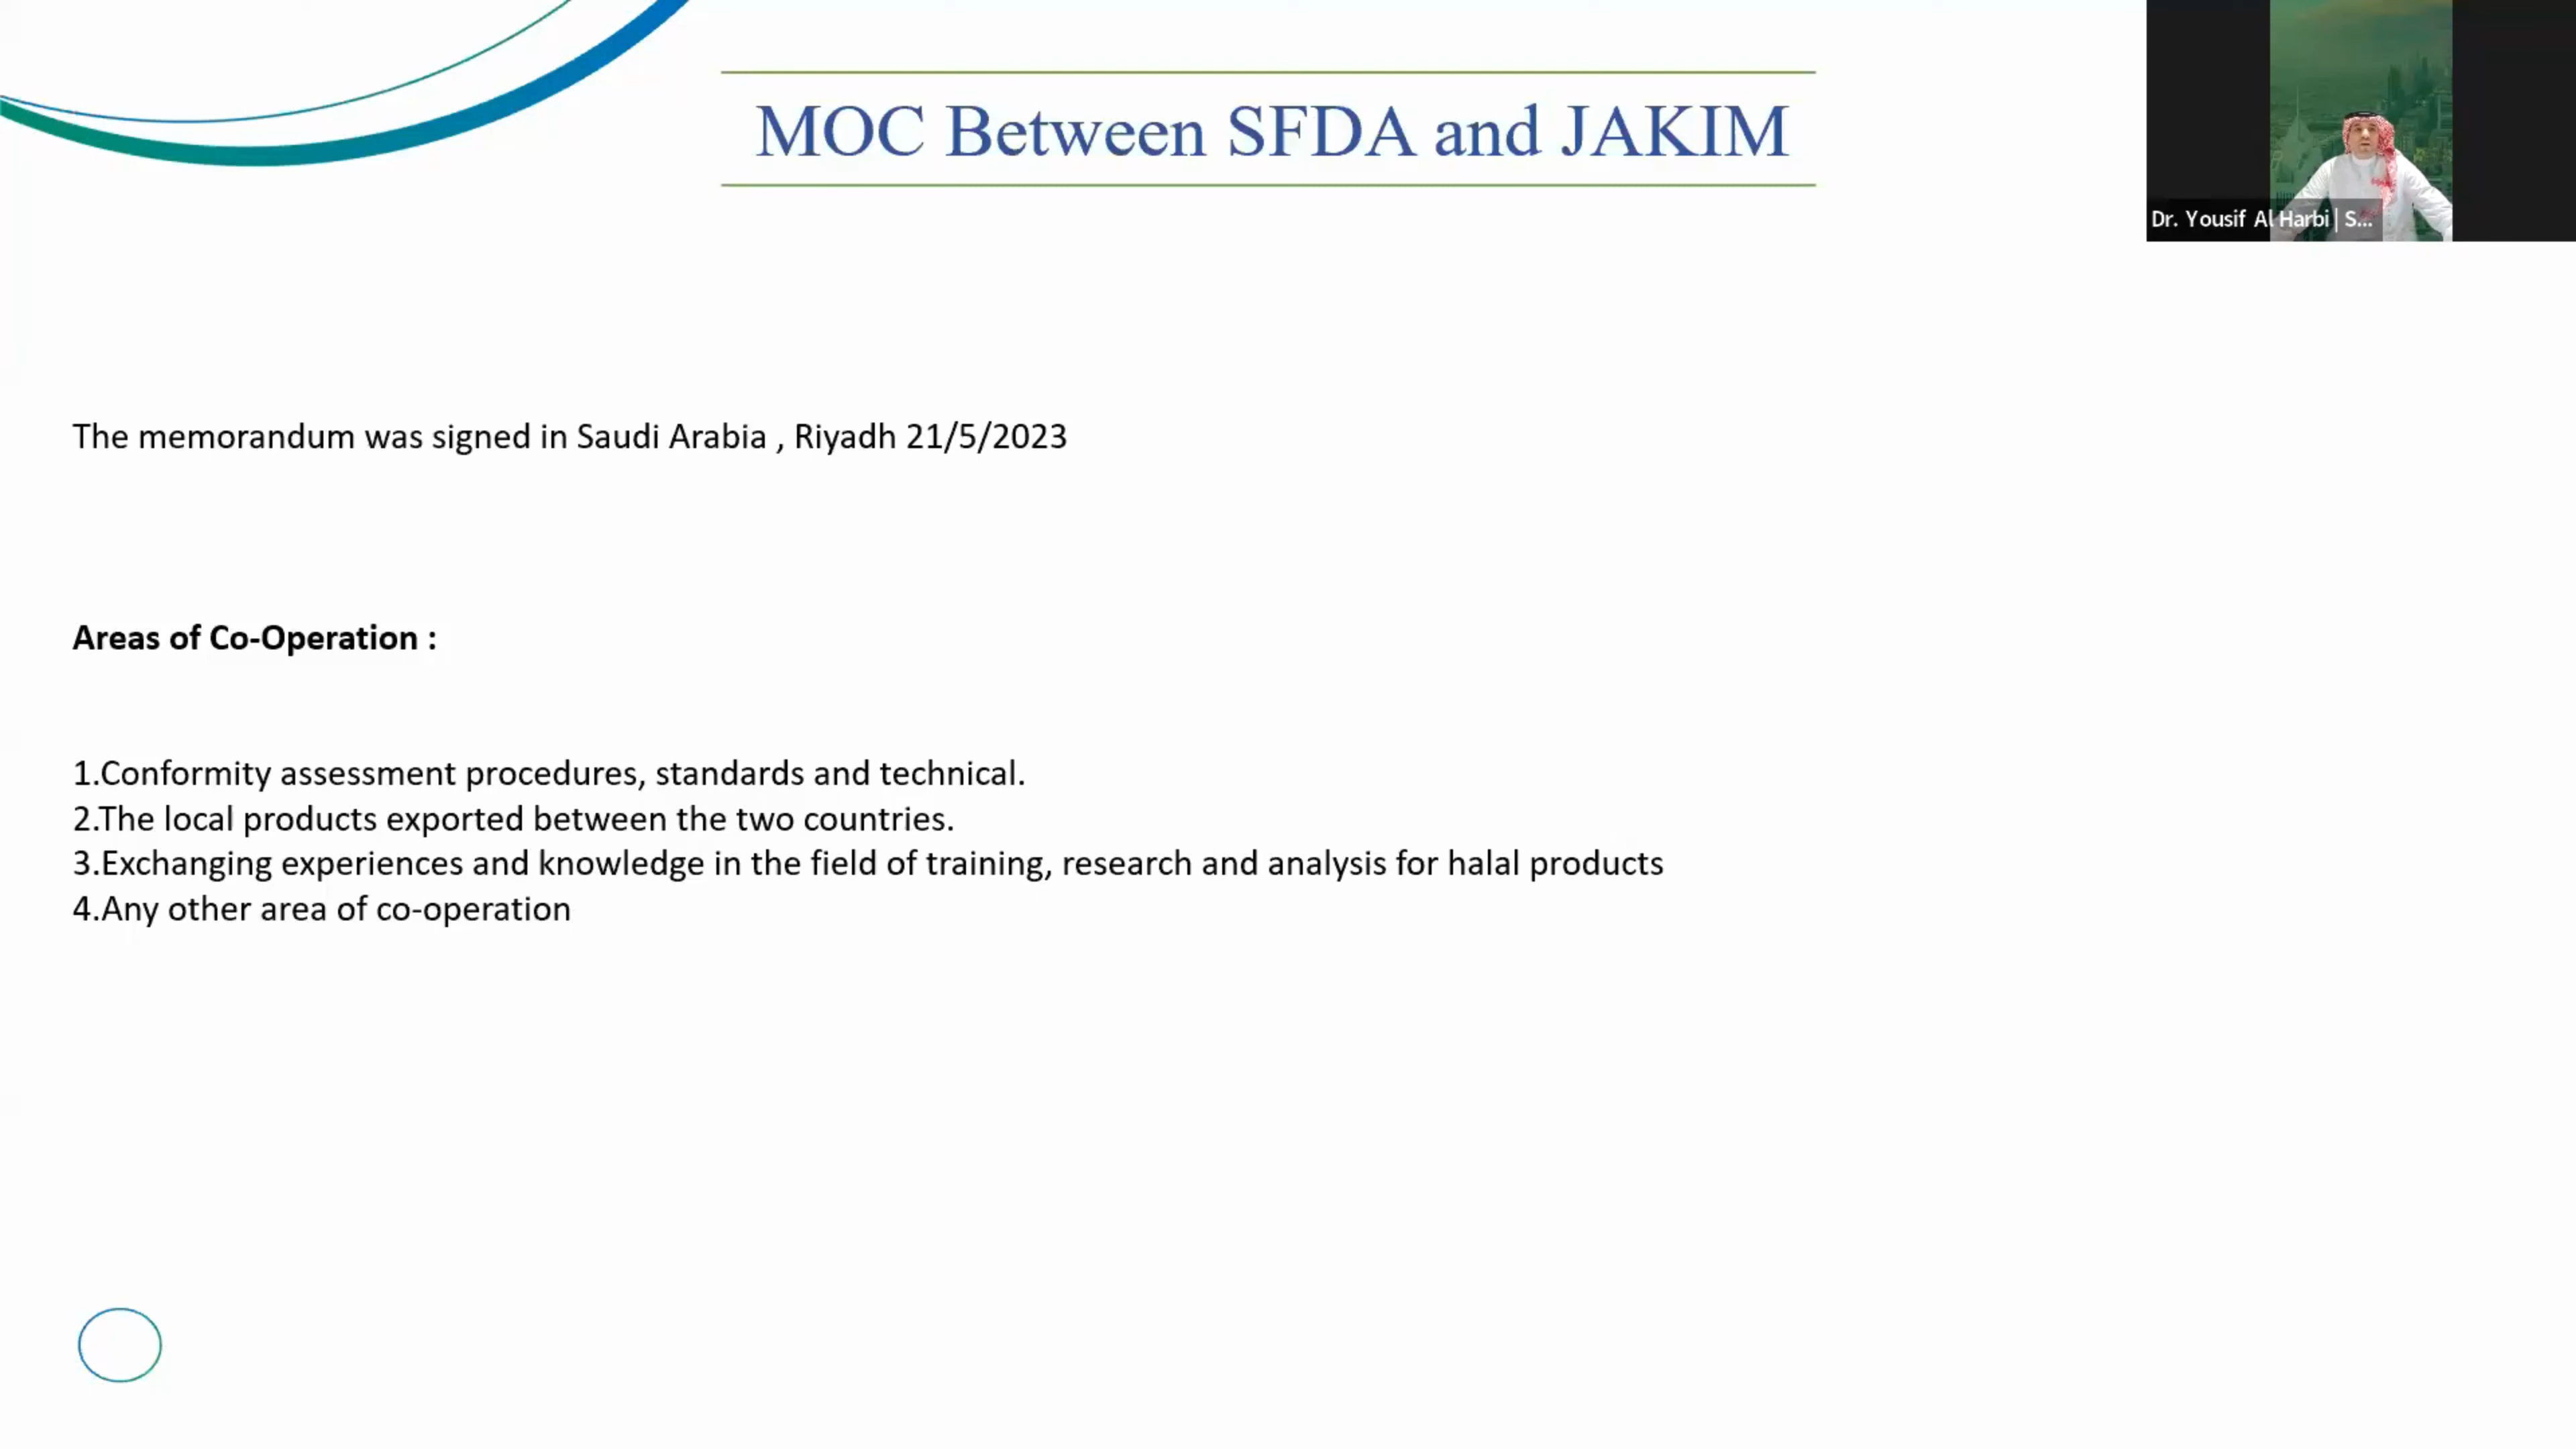 MOC Between SFDA and JAKIM
Dr. Yousif Al Harbi | S...
The memorandum was signed in Saudi Arabia , Riyadh 21/5/2023
Areas of Co-Operation :
1.Conformity assessment procedures, standards and technical.
2.The local products exported between the two countries.
3.Exchanging experiences and knowledge in the field of training, research and analysis for halal products
4.Any other area of co-operation